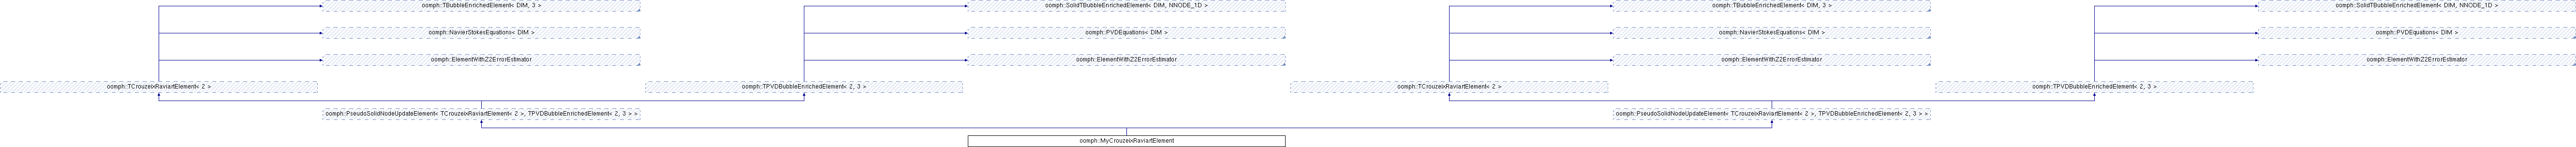 oomph::TBubbleEnrichedElement< DIM, 3 >
oomph::SolidTBubbleEnrichedElement< DIM, NNODE_1D >
oomph::TBubbleEnrichedElement< DIM, 3 >
oomph::SolidTBubbleEnrichedElement< DIM, NNODE_1D >
oomph::NavierStokesEquations< DIM >
oomph::PVDEquations< DIM >
oomph::NavierStokesEquations< DIM >
oomph::PVDEquations< DIM >
oomph::ElementWithZ2ErrorEstimator
oomph::ElementWithZ2ErrorEstimator
oomph::ElementWithZ2ErrorEstimator
oomph::ElementWithZ2ErrorEstimator
oomph::TCrouzeixRaviartElement< 2 >
oomph::TPVDBubbleEnrichedElement< 2, 3 >
oomph::TCrouzeixRaviartElement< 2 >
oomph::TPVDBubbleEnrichedElement< 2, 3 >
oomph::PseudoSolidNodeUpdateElement< TCrouzeixRaviartElement< 2 >, TPVDBubbleEnrichedElement< 2, 3 > >
oomph::PseudoSolidNodeUpdateElement< TCrouzeixRaviartElement< 2 >, TPVDBubbleEnrichedElement< 2, 3 > >
oomph::MyCrouzeixRaviartElement